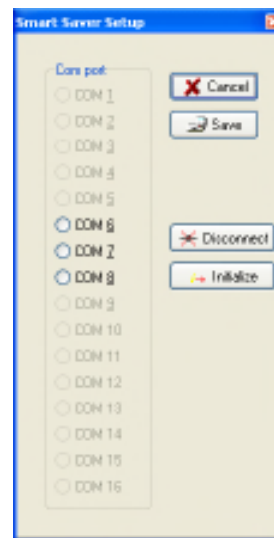 Smart Saver Setup
Com port
COM 1
COM 2
COM 3
COM 4
COM 5
COM 6
COM 7
COM 8
COM 9
COM 10
COM 11
COM 12
COM 13
COM 14
COM 15
COM 16
Cancel
Save
Disconnect
Initialize